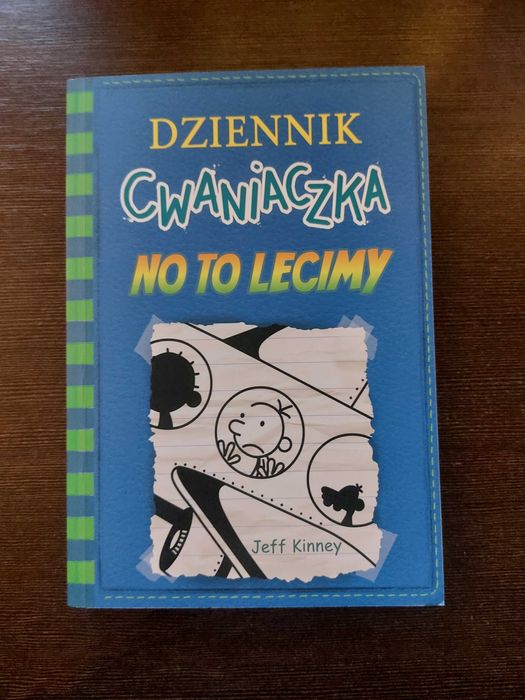 DZIENNIK
CWANIACZKA
NO TO LECIMY
Jeff Kinney